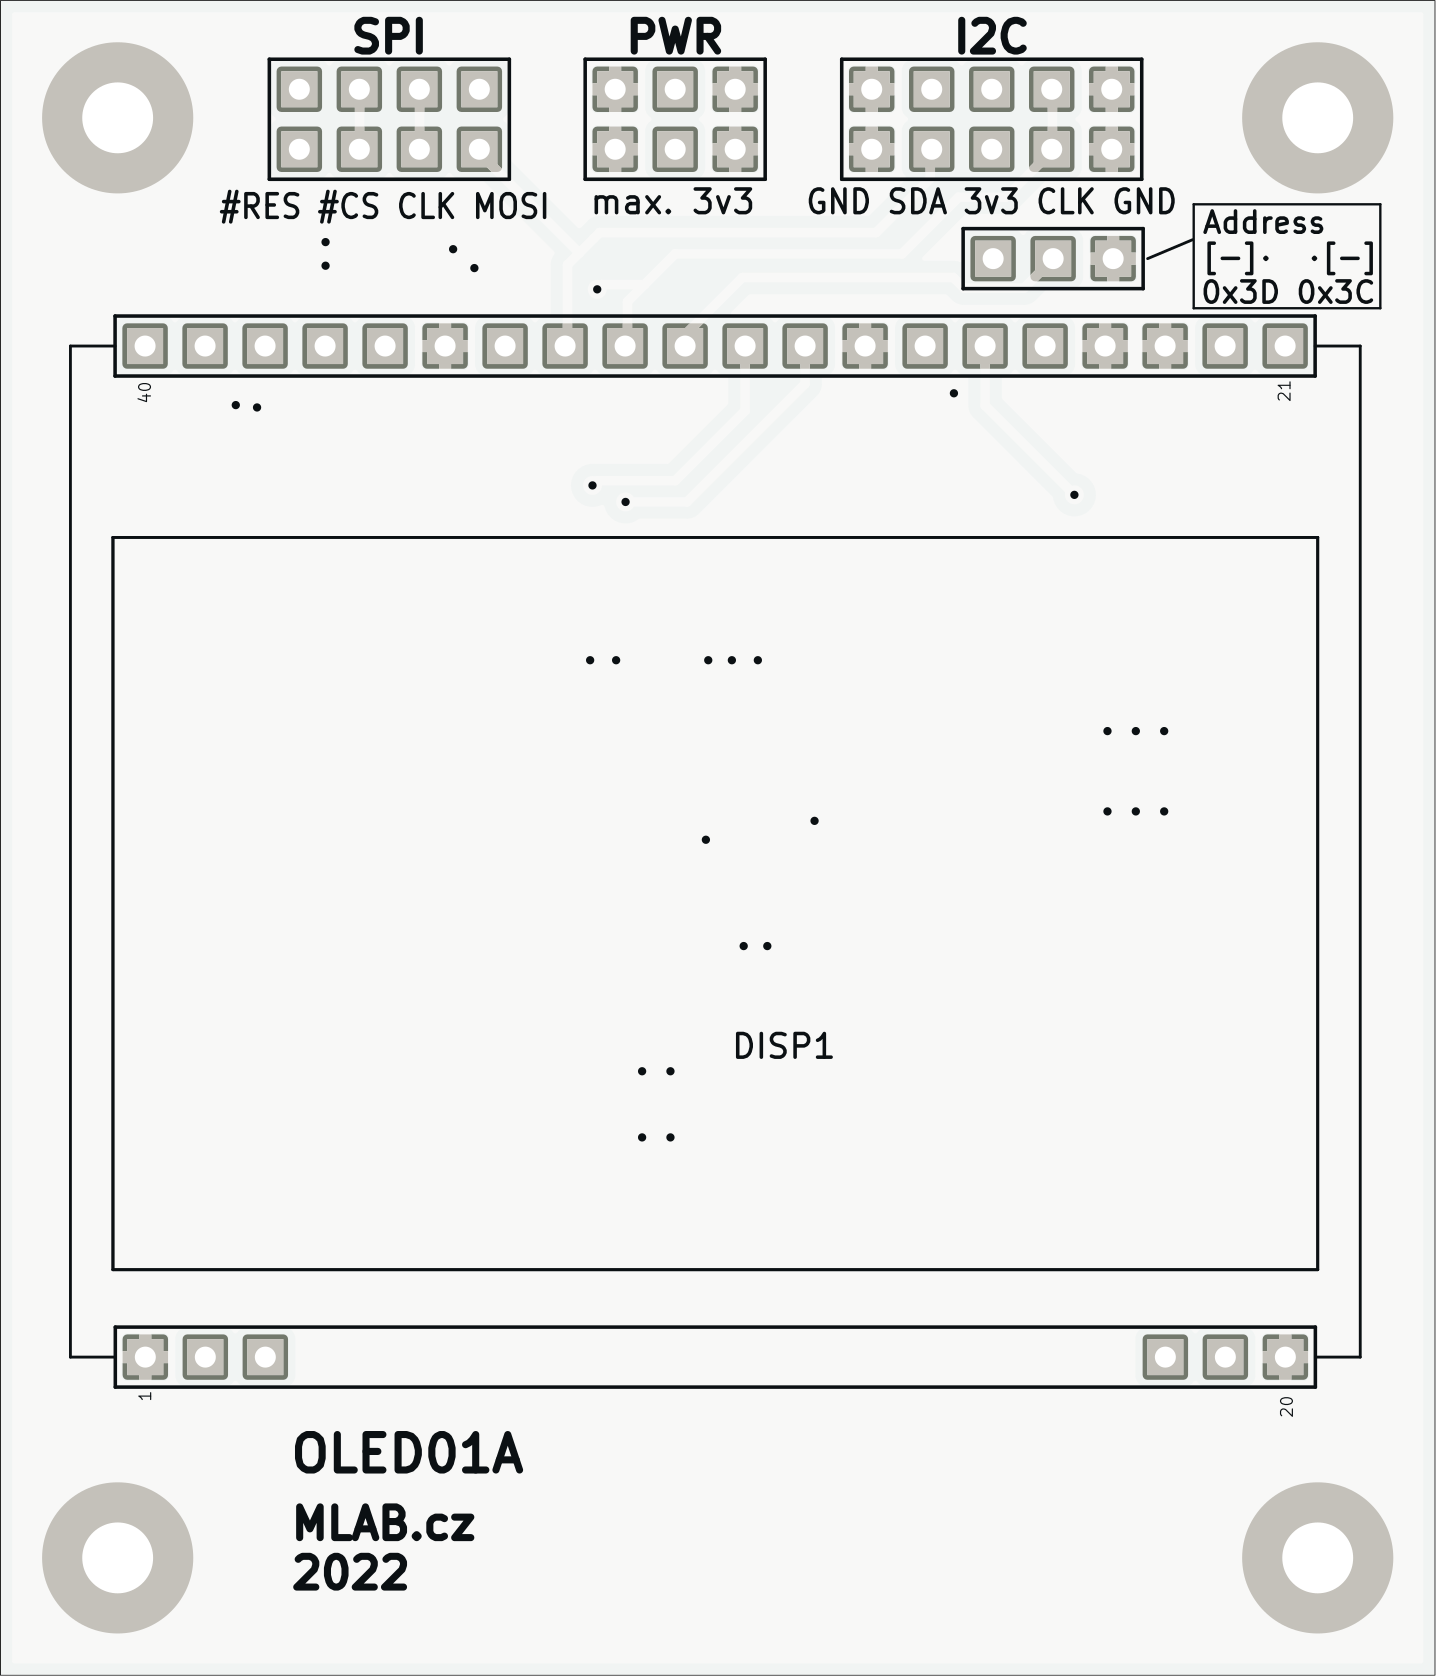 SPI PWR I2C
#RES #CS CLK MOSI max. 3v3 GND SDA 3v3 CLK GND
Address
[-]· ·[-]
0x3D 0x3C
40 21
DISP1
1 20
OLED01A
MLAB.cz
2022